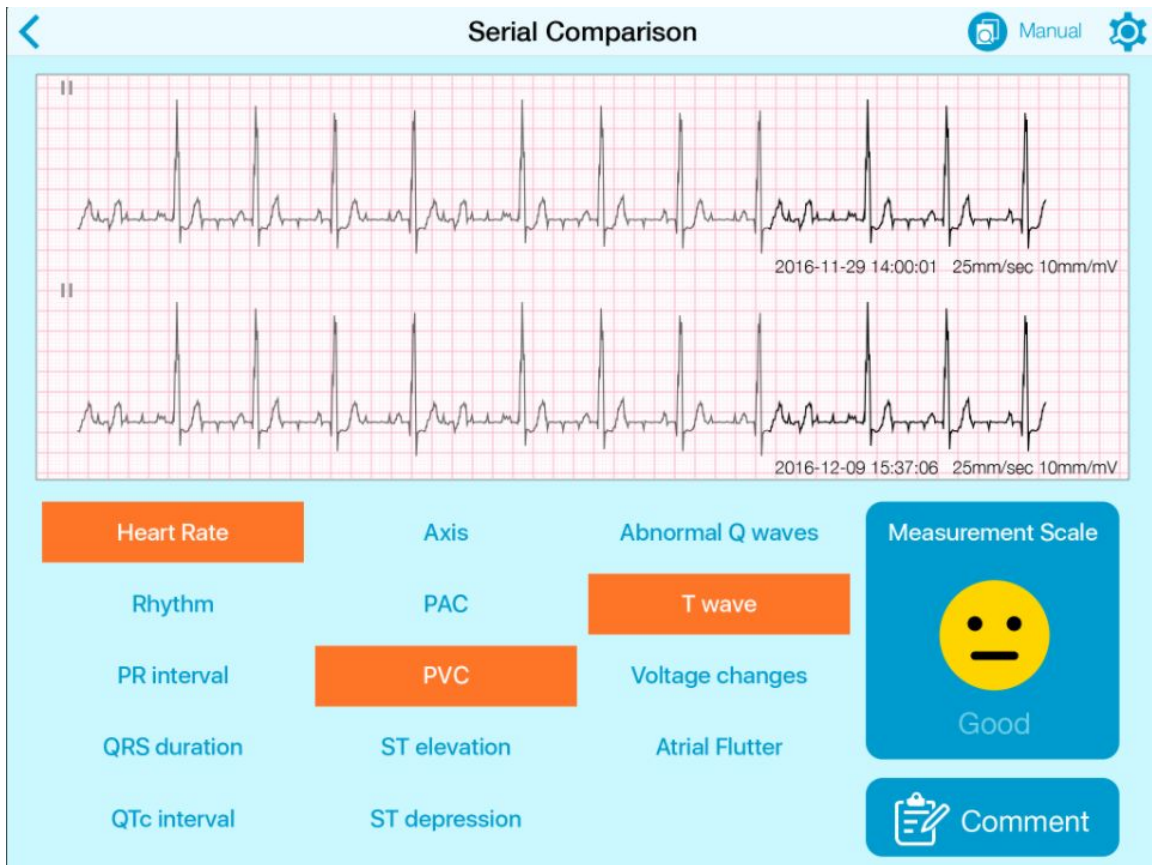 Serial Comparison
Manual
II
2016-11-29 14:00:01 25mm/sec 10mm/mV
II
2016-12-09 15:37:06 25mm/sec 10mm/mV
Heart Rate
Axis
Abnormal Q waves
Rhythm
PAC
T wave
PR interval
PVC
Voltage changes
QRS duration
ST elevation
Atrial Flutter
QTc interval
ST depression
Measurement Scale
Good
Comment